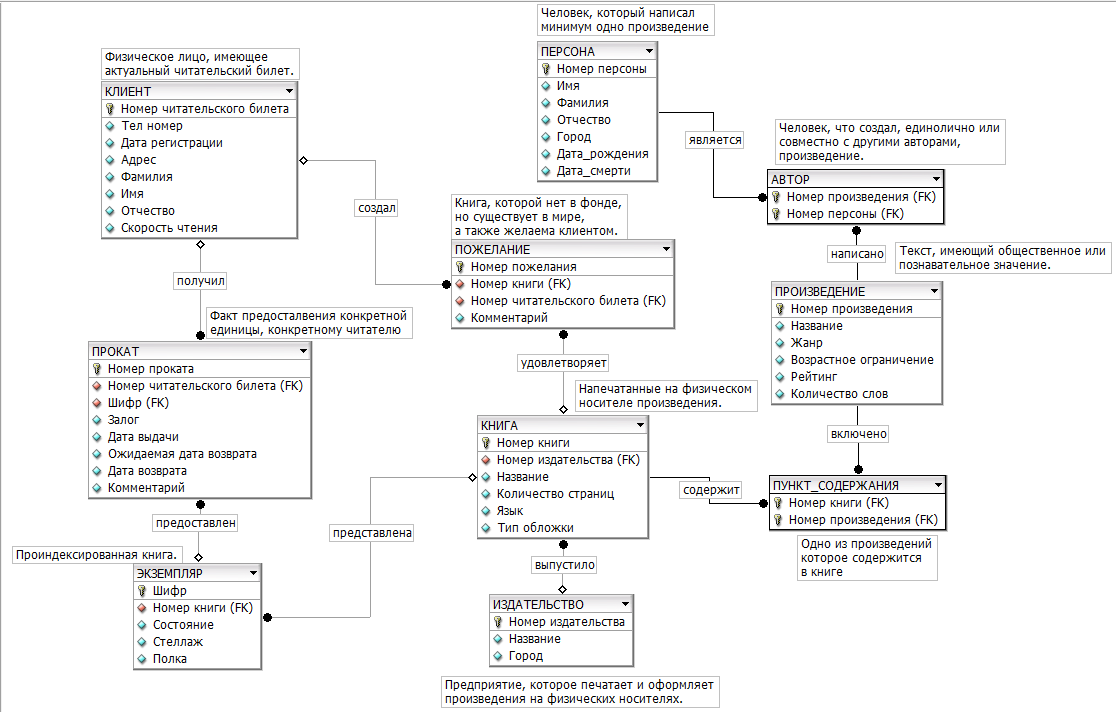 Человек, который написал
минимум одно произведение
ПЕРСОНА
Номер персоны
Имя
Фамилия
Отчество
Город
Дата_рождения
Дата_смерти
Физическое лицо, имеющее
актуальный читательский билет.
КЛИЕНТ
Номер читательского билета
Тел номер
Дата регистрации
Адрес
Фамилия
Имя
Отчество
Скорость чтения
является
Человек, что создал, единолично или
совместно с другими авторами,
произведение.
АВТОР
Номер произведения (FK)
Номер персоны (FK)
создал
Книга, которой нет в фонде,
но существует в мире,
а также желаема клиентом.
ПОЖЕЛАНИЕ
Номер пожелания
Номер книги (FK)
Номер читательского билета (FK)
Комментарий
написано
Текст, имеющий общественное или
познавательное значение.
ПРОИЗВЕДЕНИЕ
Номер произведения
Название
Жанр
Возрастное ограничение
Рейтинг
Количество слов
получил
Факт предосталвения конкретной
единицы, конкретному читателю
ПРОКАТ
Номер проката
Номер читательского билета (FK)
Шифр (FK)
Залог
Дата выдачи
Ожидаемая дата возврата
Дата возврата
Комментарий
удовлетворяет
Напечатанные на физическом
носителе произведения.
КНИГА
Номер книги
Номер издательства (FK)
Название
Количество страниц
Язык
Тип обложки
включено
содержит
ПУНКТ_СОДЕРЖАНИЯ
Номер книги (FK)
Номер произведения (FK)
Одно из произведений
которое содержится
в книге
предоставлен
представлена
Проиндексированная книга.
ЭКЗЕМПЛЯР
Шифр
Номер книги (FK)
Состояние
Стеллаж
Полка
выпустило
ИЗДАТЕЛЬСТВО
Номер издательства
Название
Город
Предприятие, которое печатает и оформляет
произведения на физических носителях.